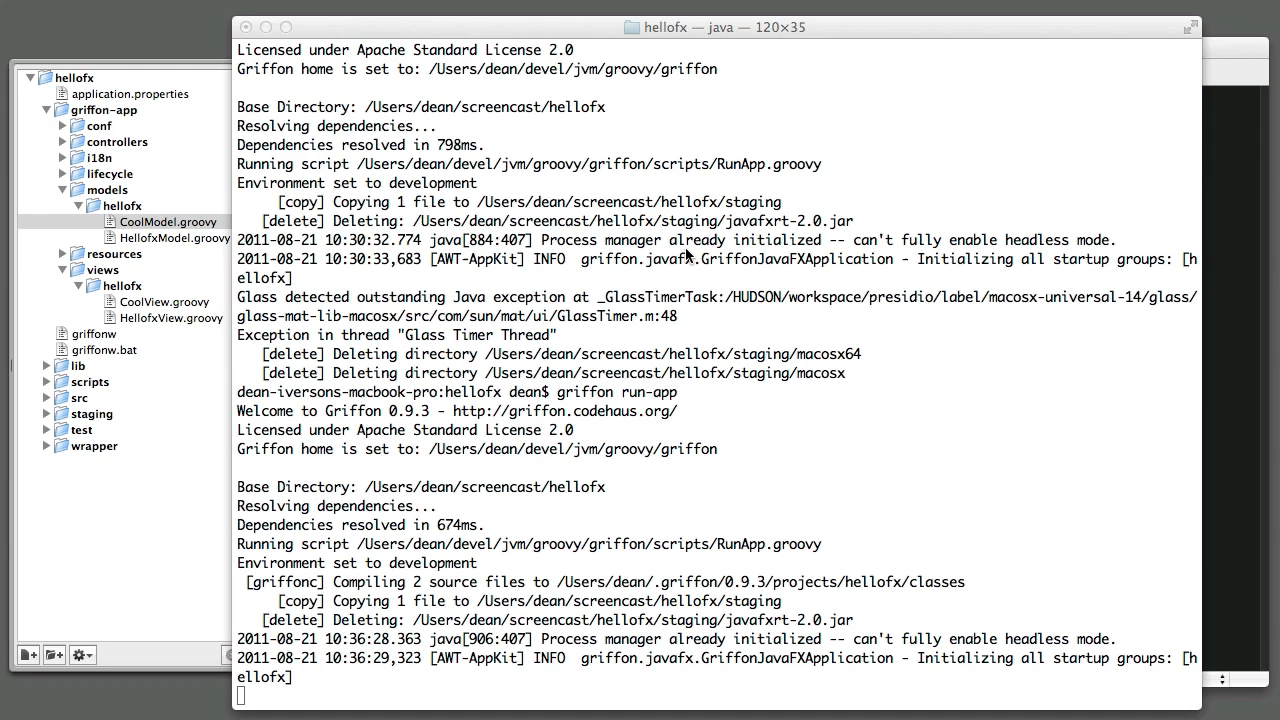 hellofx — java — 120×35
hellofx
application.properties
griffon-app
conf
controllers
i18n
lifecycle
models
hellofx
CoolModel.groovy
HellofxModel.groovy
resources
views
hellofx
CoolView.groovy
HellofxView.groovy
griffonw
griffonw.bat
lib
scripts
src
staging
test
wrapper
Licensed under Apache Standard License 2.0
Griffon home is set to: /Users/dean/devel/jvm/groovy/griffon
Base Directory: /Users/dean/screencast/hellofx
Resolving dependencies...
Dependencies resolved in 798ms.
Running script /Users/dean/devel/jvm/groovy/griffon/scripts/RunApp.groovy
Environment set to development
[copy] Copying 1 file to /Users/dean/screencast/hellofx/staging
[delete] Deleting: /Users/dean/screencast/hellofx/staging/javafxrt-2.0.jar
2011-08-21 10:30:32.774 java[884:407] Process manager already initialized -- can't fully enable headless mode.
2011-08-21 10:30:33,683 [AWT-AppKit] INFO  griffon.javafx.GriffonJavaFXApplication - Initializing all startup groups: [h
ellofx]
Glass detected outstanding Java exception at _GlassTimerTask:/HUDSON/workspace/presidio/label/macosx-universal-14/glass/
glass-mat-lib-macosx/src/com/sun/mat/ui/GlassTimer.m:48
Exception in thread "Glass Timer Thread"
[delete] Deleting directory /Users/dean/screencast/hellofx/staging/macosx64
[delete] Deleting directory /Users/dean/screencast/hellofx/staging/macosx
dean-iversons-macbook-pro:hellofx dean$ griffon run-app
Welcome to Griffon 0.9.3 - http://griffon.codehaus.org/
Licensed under Apache Standard License 2.0
Griffon home is set to: /Users/dean/devel/jvm/groovy/griffon
Base Directory: /Users/dean/screencast/hellofx
Resolving dependencies...
Dependencies resolved in 674ms.
Running script /Users/dean/devel/jvm/groovy/griffon/scripts/RunApp.groovy
Environment set to development
[griffonc] Compiling 2 source files to /Users/dean/.griffon/0.9.3/projects/hellofx/classes
[copy] Copying 1 file to /Users/dean/screencast/hellofx/staging
[delete] Deleting: /Users/dean/screencast/hellofx/staging/javafxrt-2.0.jar
2011-08-21 10:36:28.363 java[906:407] Process manager already initialized -- can't fully enable headless mode.
2011-08-21 10:36:29,323 [AWT-AppKit] INFO  griffon.javafx.GriffonJavaFXApplication - Initializing all startup groups: [h
ellofx]